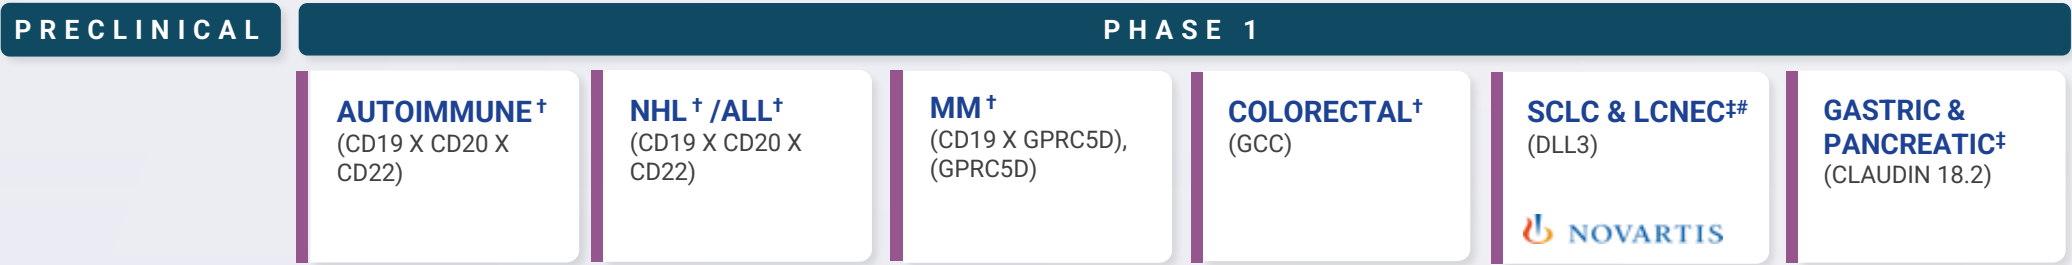 PRECLINICAL
PHASE 1
AUTOIMMUNE†
(CD19 X CD20 X
CD22)
NHL† /ALL†
(CD19 X CD20 X
CD22)
MM†
(CD19 X GPRC5D),
(GPRC5D)
COLORECTAL†
(GCC)
SCLC & LCNEC‡#
(DLL3)
NOVARTIS
GASTRIC &
PANCREATIC‡
(CLAUDIN 18.2)